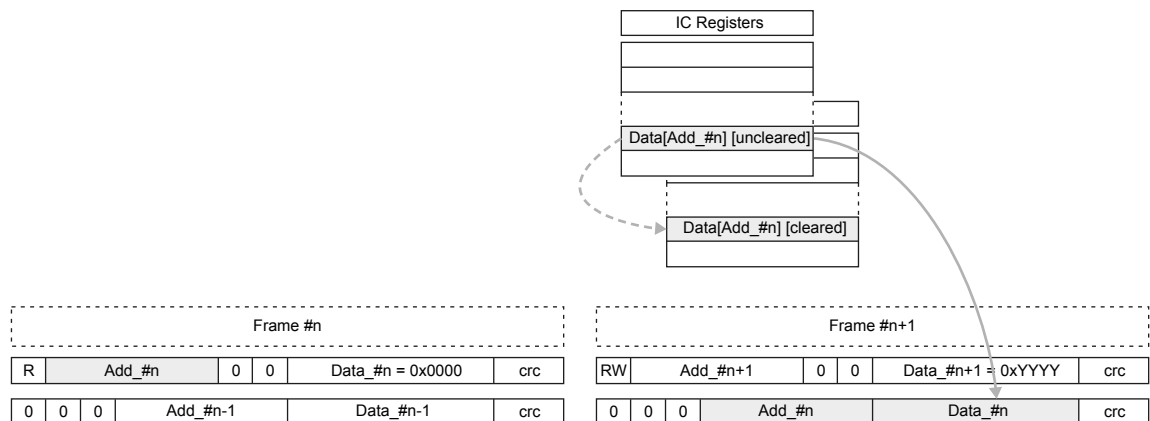 IC Registers
Data[Add_#n] [uncleared]
Data[Add_#n] [cleared]
Frame #n
Frame #n+1
R Add_#n 0 0 Data_#n = 0x0000 crc
RW Add_#n+1 0 0 Data_#n+1 = 0xYYYY crc
0 0 0 Add_#n-1 Data_#n-1 crc
0 0 0 Add_#n Data_#n crc